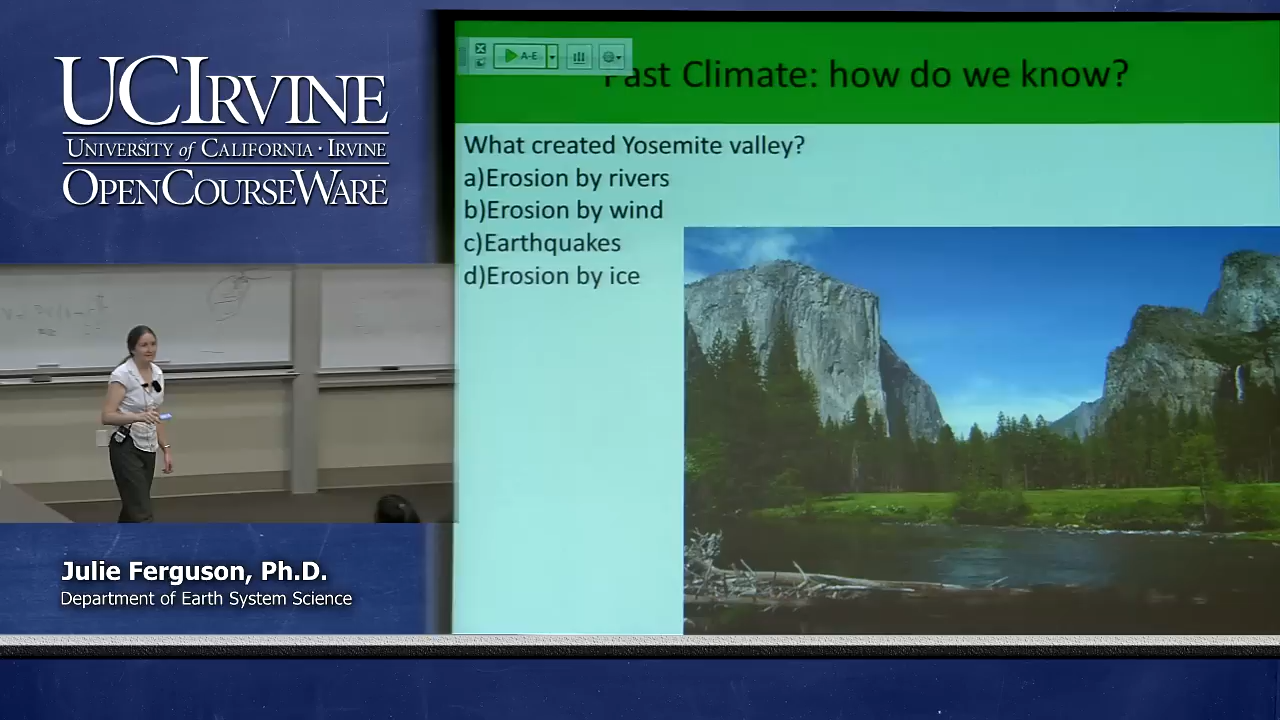 UCIRVINE
UNIVERSITY of CALIFORNIA · IRVINE
OPENCOURSEWARE
A-E
Past Climate: how do we know?
What created Yosemite valley?
a)Erosion by rivers
b)Erosion by wind
c)Earthquakes
d)Erosion by ice
Julie Ferguson, Ph.D.
Department of Earth System Science